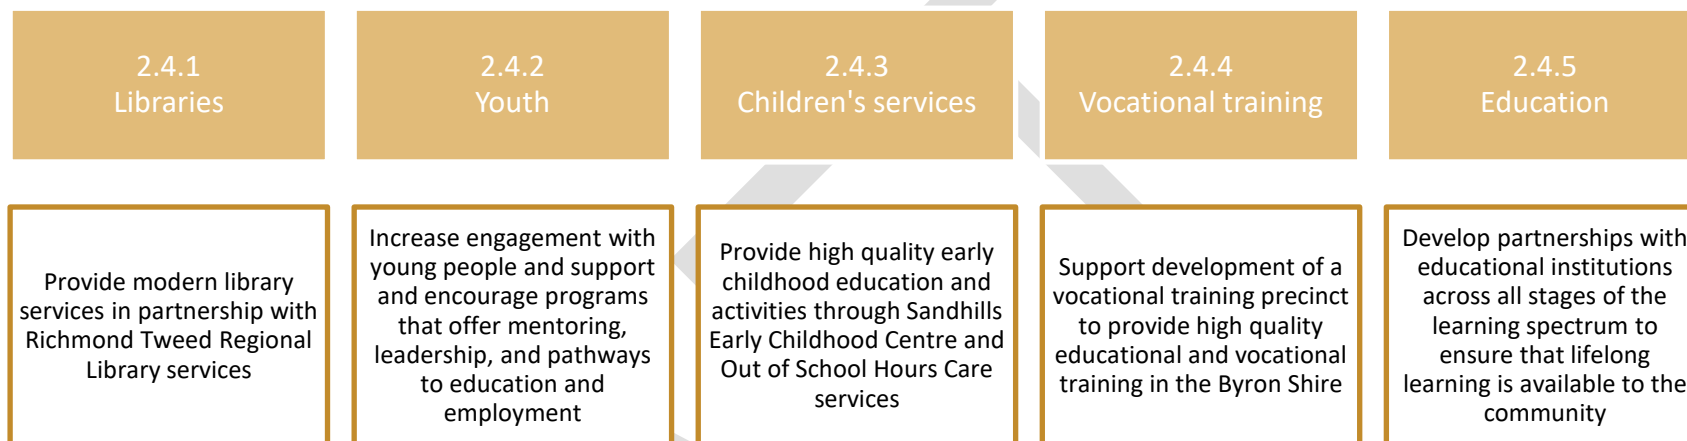 2.4.1
Libraries
2.4.2
Youth
2.4.3
Children's services
2.4.4
Vocational training
2.4.5
Education
Provide modern library
services in partnership with
Richmond Tweed Regional
Library services
Increase engagement with
young people and support
and encourage programs
that offer mentoring,
leadership, and pathways
to education and
employment
Provide high quality early
childhood education and
activities through Sandhills
Early Childhood Centre and
Out of School Hours Care
services
Support development of a
vocational training precinct
to provide high quality
educational and vocational
training in the Byron Shire
Develop partnerships with
educational institutions
across all stages of the
learning spectrum to
ensure that lifelong
learning is available to the
community